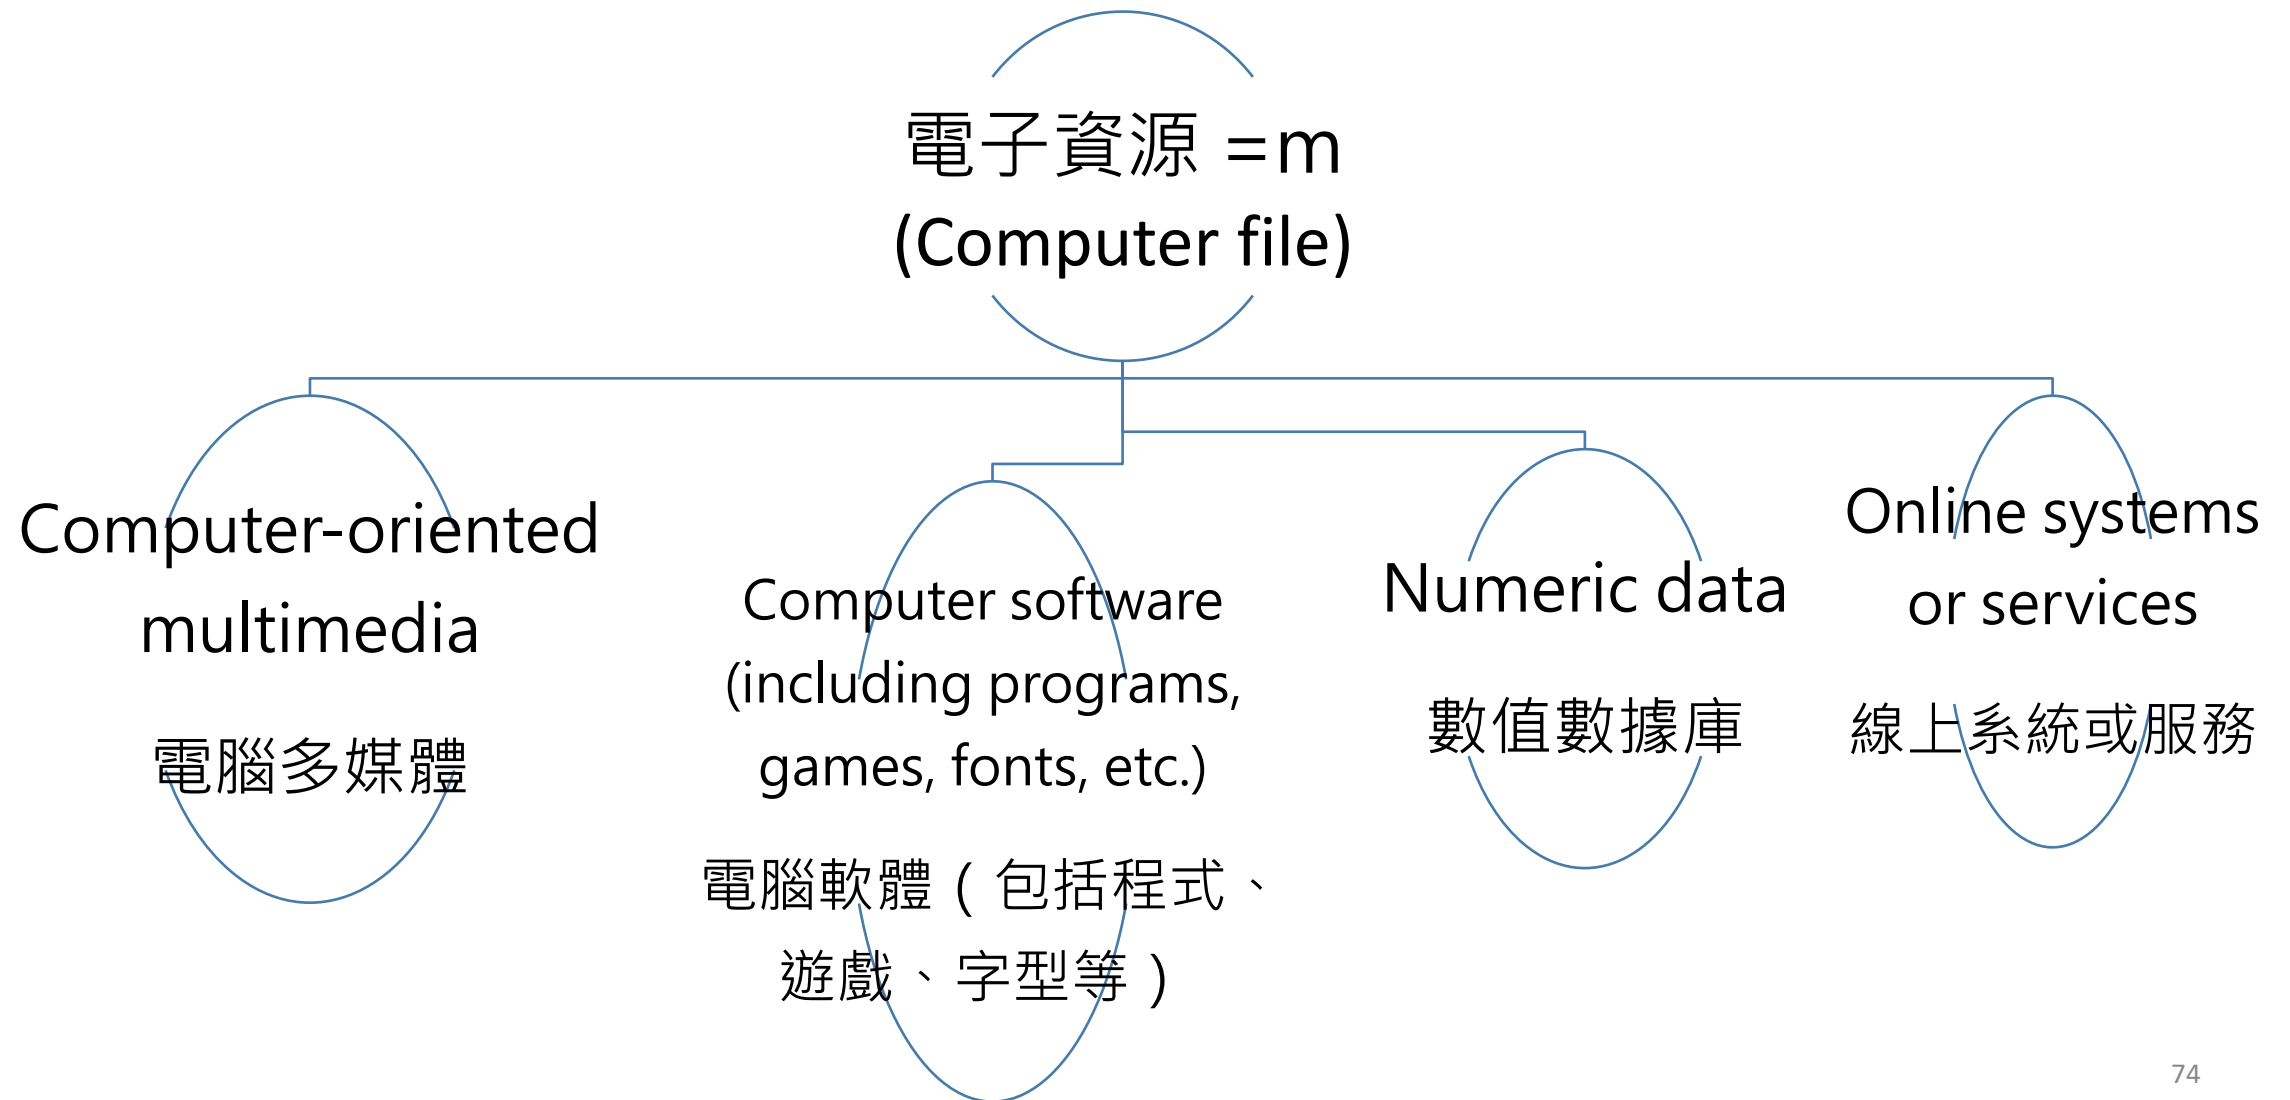 電子資源 =m
(Computer file)
Computer-oriented
multimedia
電腦多媒體
Computer software
(including programs,
games, fonts, etc.)
電腦軟體（包括程式、
遊戲、字型等）
Numeric data
數值數據庫
Online systems
or services
線上系統或服務
74